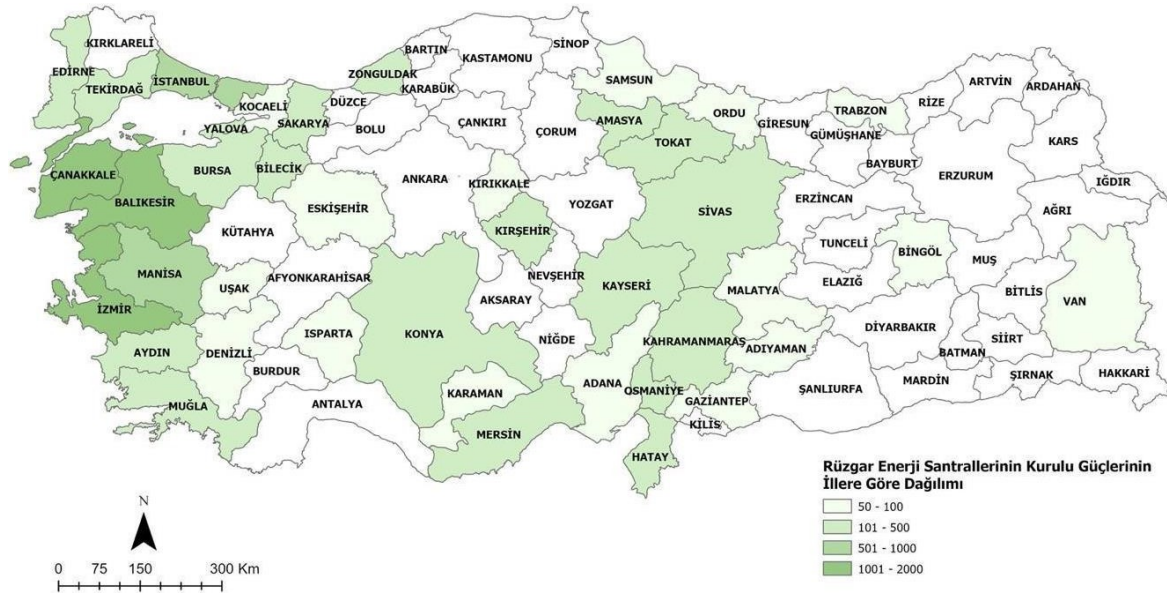 KIRKLARELİ
EDİRNE
TEKİRDAĞ
İSTANBUL
KOCAELİ
YALOVA
SAKARYA
DÜZCE
ZONGULDAK
BARTIN
KARABÜK
KASTAMONU
SİNOP
BOLU
ÇANKIRI
ÇORUM
SAMSUN
AMASYA
ORDU
TOKAT
GİRESUN
TRABZON
GÜMÜŞHANE
RİZE
BAYBURT
ARTVİN
ARDAHAN
KARS
ERZURUM
IĞDIR
AĞRI
ÇANAKKALE
BALIKESİR
BURSA
BİLECİK
ESKİŞEHİR
KÜTAHYA
ANKARA
KIRIKKALE
KIRŞEHİR
YOZGAT
SİVAS
ERZİNCAN
TUNCELİ
BİNGÖL
MUŞ
BİTLİS
VAN
MANİSA
İZMİR
UŞAK
AFYONKARAHİSAR
AKSARAY
NEVŞEHİR
NİĞDE
KAYSERİ
MALATYA
ELAZIĞ
DİYARBAKIR
BATMAN
SİİRT
ŞIRNAK
HAKKARİ
AYDIN
DENİZLİ
ISPARTA
BURDUR
KONYA
KARAMAN
MUĞLA
ANTALYA
MERSİN
ADANA
KAHRAMANMARAŞ
OSMANİYE
ADIYAMAN
GAZİANTEP
KİLİS
HATAY
ŞANLIURFA
MARDİN
Rüzgar Enerji Santrallerinin Kurulu Güçlerinin
İllere Göre Dağılımı
50 - 100
101 - 500
501 - 1000
1001 - 2000
N
0 75 150 300 Km